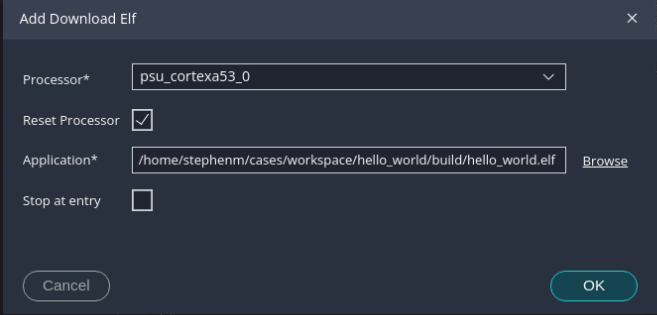 Add Download Elf
Processor* psu_cortexa53_0
Reset Processor
Application* /home/stephenm/cases/workspace/hello_world/build/hello_world.elf Browse
Stop at entry
Cancel OK